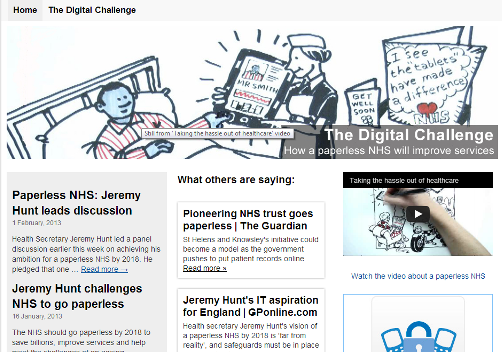 Home The Digital Challenge
MR SMITH
GET
WELL
SOON
I see
the "tablets"
have made
a difference
NHS
Still from 'Taking the hassle out of healthcare' video
The Digital Challenge
How a paperless NHS will improve services
Paperless NHS: Jeremy
Hunt leads discussion
1 February, 2013
Health Secretary Jeremy Hunt led a panel
discussion earlier this week on achieving his
ambition for a paperless NHS by 2018. He
pledged that one … Read more →
Jeremy Hunt challenges
NHS to go paperless
16 January, 2013
The NHS should go paperless by 2018 to
save billions, improve services and help
meet the challenges of an ageing
What others are saying:
Pioneering NHS trust goes
paperless | The Guardian
St Helens and Knowsley's initiative could
become a model as the government
pushes to put patient records online
Read more »
Jeremy Hunt's IT aspiration
for England | GPonline.com
Health secretary Jeremy Hunt's vision of
a paperless NHS by 2018 is 'far from
reality', and safeguards must be in place
Taking the hassle out of healthcare
Watch the video about a paperless NHS